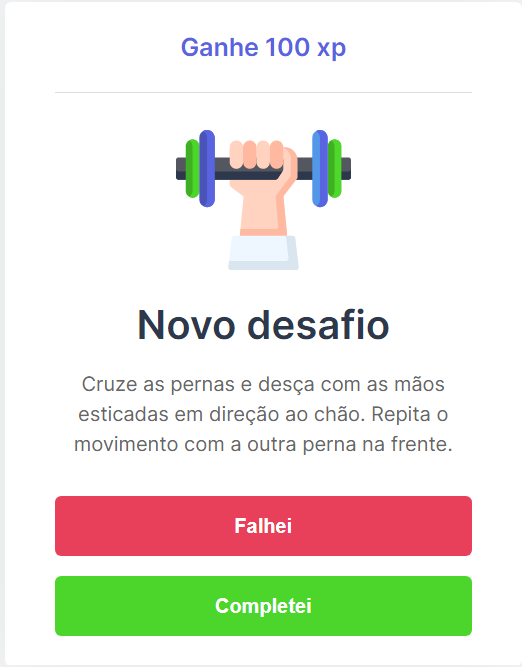 Ganhe 100 xp
Novo desafio
Cruze as pernas e desça com as mãos
esticadas em direção ao chão. Repita o
movimento com a outra perna na frente.
Falhei
Completei